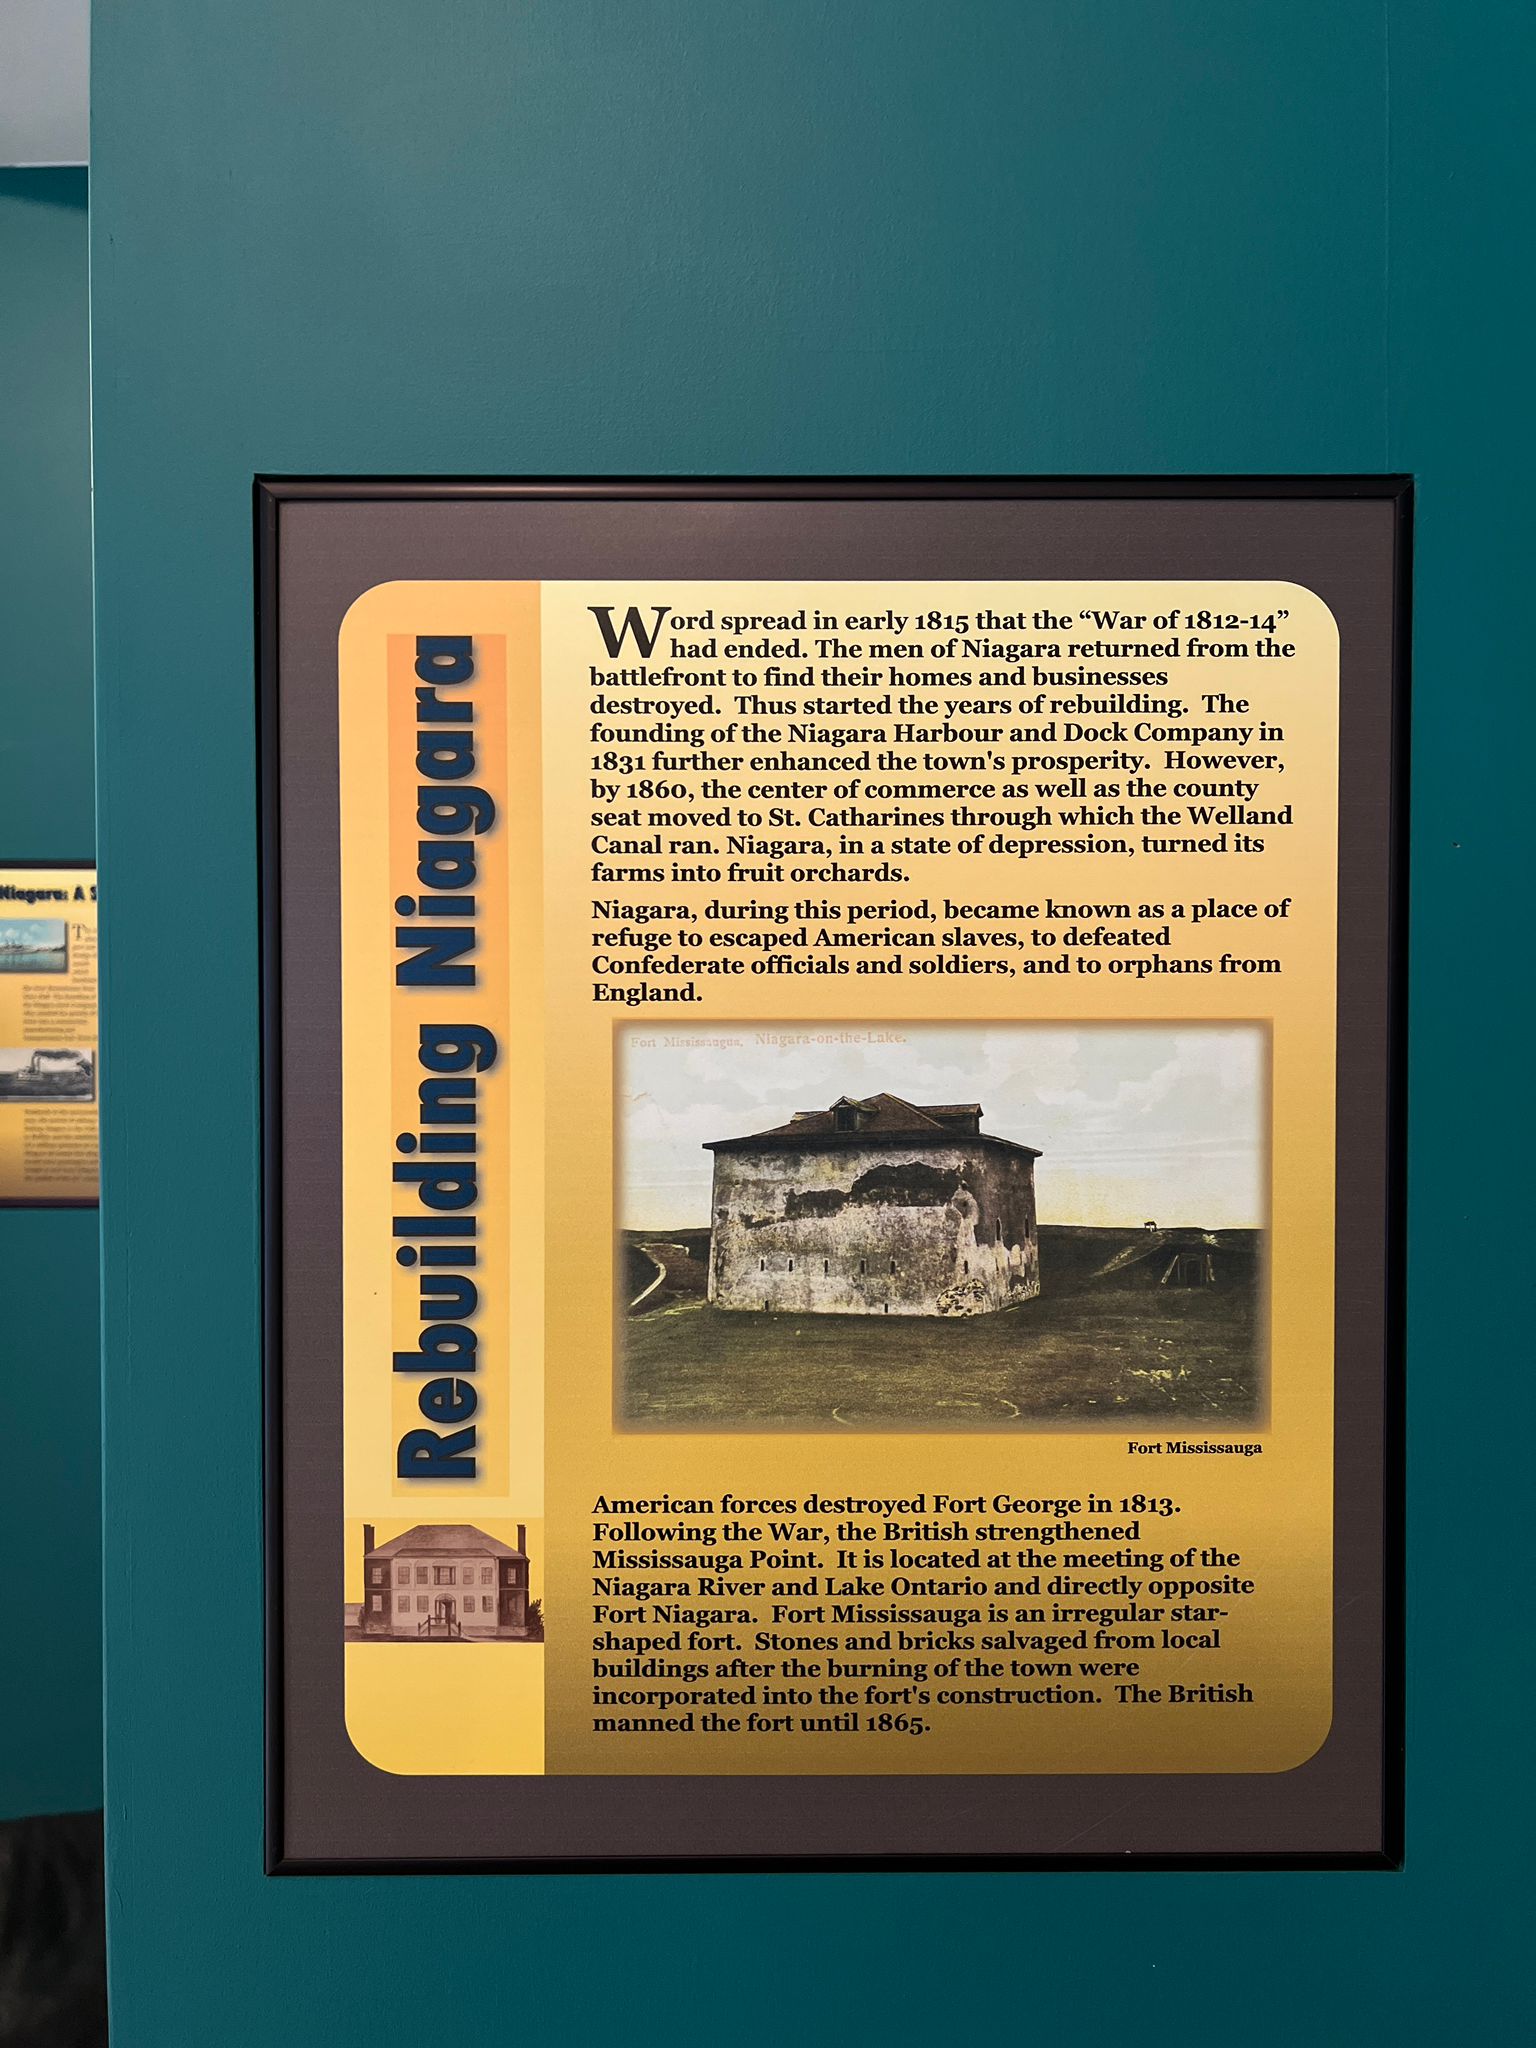 Rebuilding Niagara
Word spread in early 1815 that the “War of 1812-14”
had ended. The men of Niagara returned from the
battlefront to find their homes and businesses
destroyed. Thus started the years of rebuilding. The
founding of the Niagara Harbour and Dock Company in
1831 further enhanced the town's prosperity. However,
by 1860, the center of commerce as well as the county
seat moved to St. Catharines through which the Welland
Canal ran. Niagara, in a state of depression, turned its
farms into fruit orchards.
Niagara, during this period, became known as a place of
refuge to escaped American slaves, to defeated
Confederate officials and soldiers, and to orphans from
England.
Fort Mississaugua, Niagara-on-the-Lake.
Fort Mississauga
American forces destroyed Fort George in 1813.
Following the War, the British strengthened
Mississauga Point. It is located at the meeting of the
Niagara River and Lake Ontario and directly opposite
Fort Niagara. Fort Mississauga is an irregular star-
shaped fort. Stones and bricks salvaged from local
buildings after the burning of the town were
incorporated into the fort's construction. The British
manned the fort until 1865.
Niagara: A